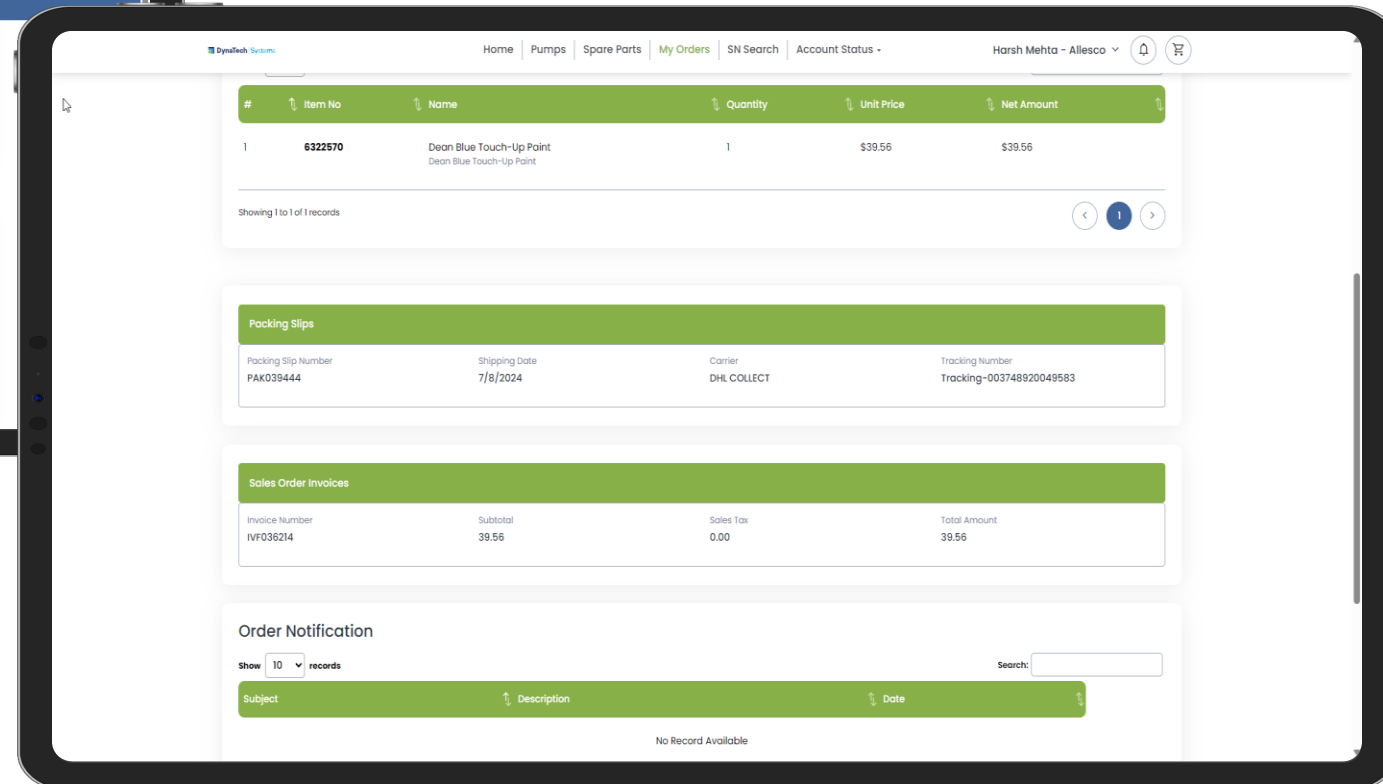 DynaTech Systems
Home Pumps Spare Parts My Orders SN Search Account Status
Harsh Mehta - Allesco
# Item No Name Quantity Unit Price Net Amount
1 6322570 Dean Blue Touch-Up Paint 1 $39.56 $39.56
Dean Blue Touch-Up Paint
Showing 1 to 1 of 1 records
1
Packing Slips
Packing Slip Number Shipping Date Carrier Tracking Number
PAK039444 7/8/2024 DHL COLLECT Tracking-003748920049583
Sales Order Invoices
Invoice Number Subtotal Sales Tax Total Amount
IVF036214 39.56 0.00 39.56
Order Notification
Show 10 records Search:
Subject Description Date
No Record Available